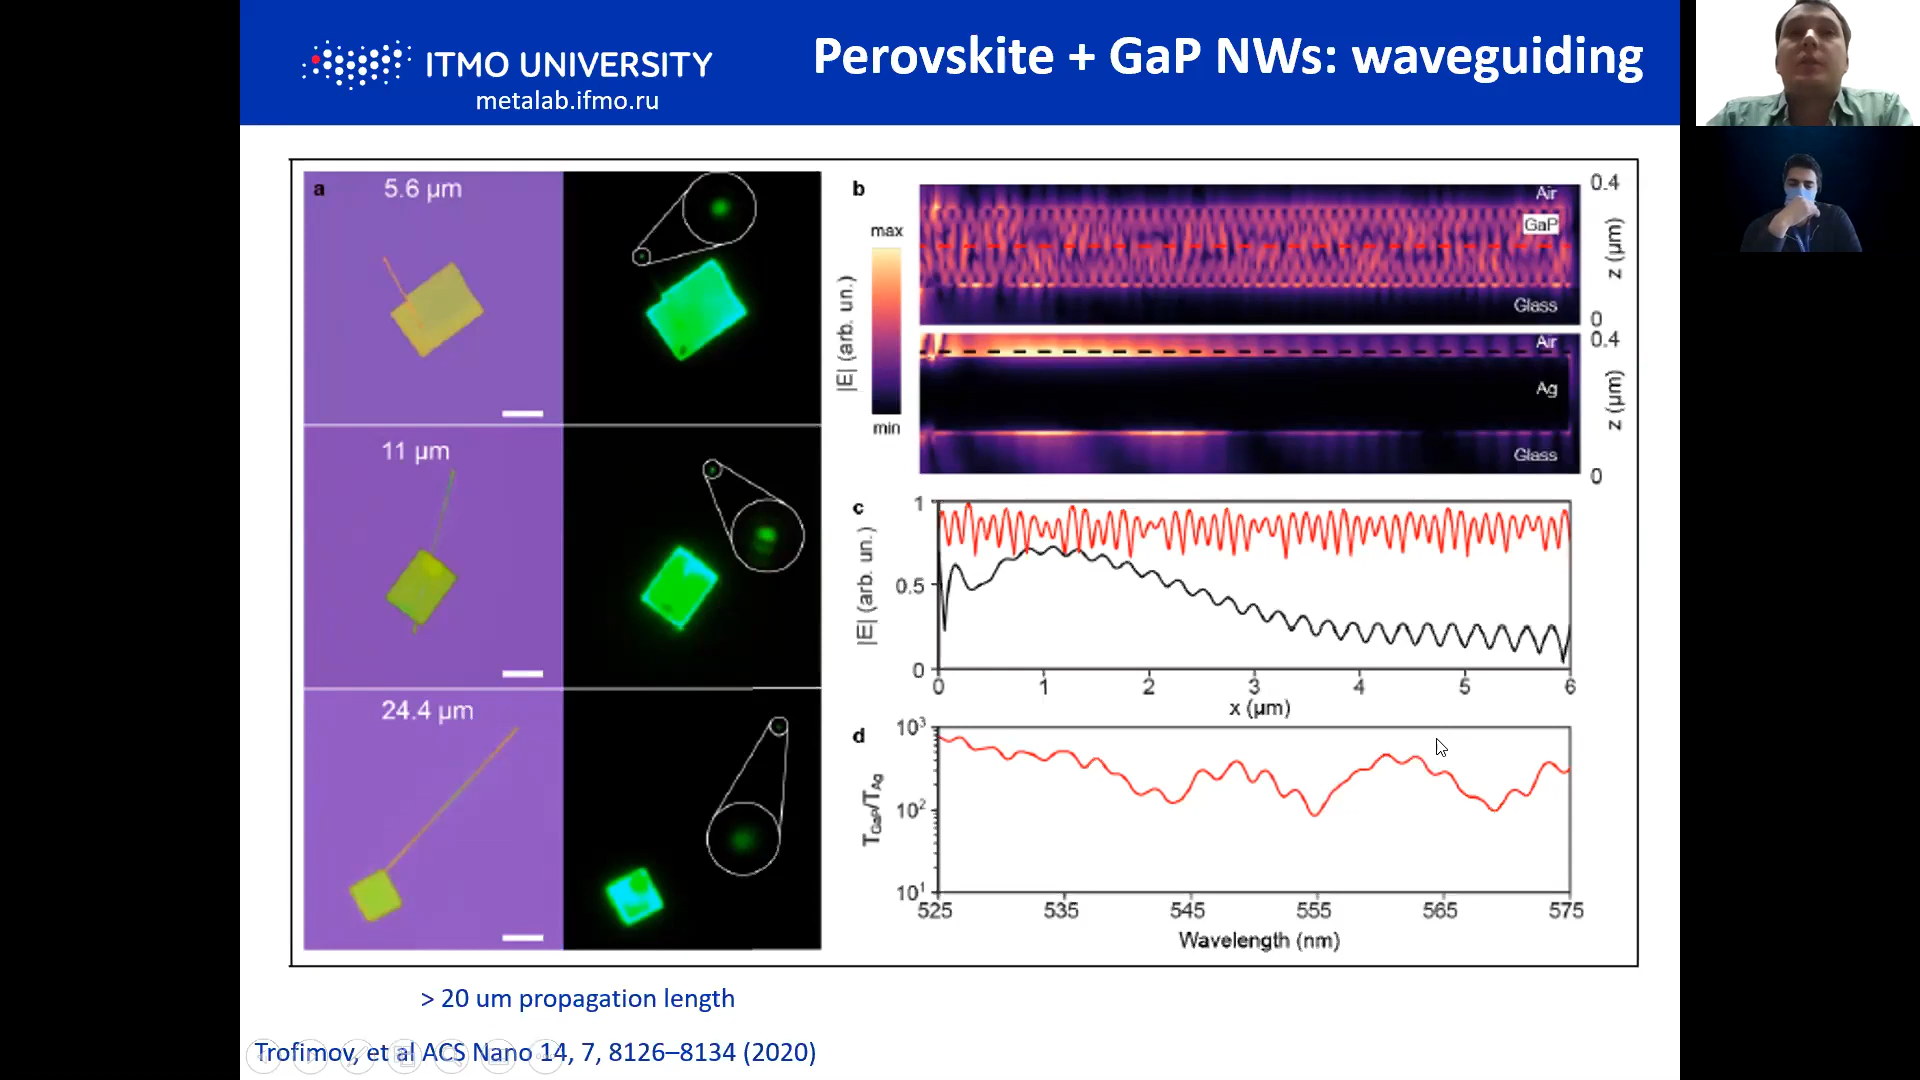 ITMO UNIVERSITY
metalab.ifmo.ru
Perovskite + GaP NWs: waveguiding
a
5.6 µm
11 µm
24.4 µm
b
max
|E| (arb. un.)
min
Air
GaP
Glass
0.4
z (µm)
0
Air
Ag
Glass
0.4
z (µm)
0
c
|E| (arb. un.)
1
0.5
0
0 1 2 3 4 5 6
x (µm)
d
T_GaP/T_Ag
10³
10²
10¹
525 535 545 555 565 575
Wavelength (nm)
> 20 um propagation length
Trofimov, et al ACS Nano 14, 7, 8126–8134 (2020)